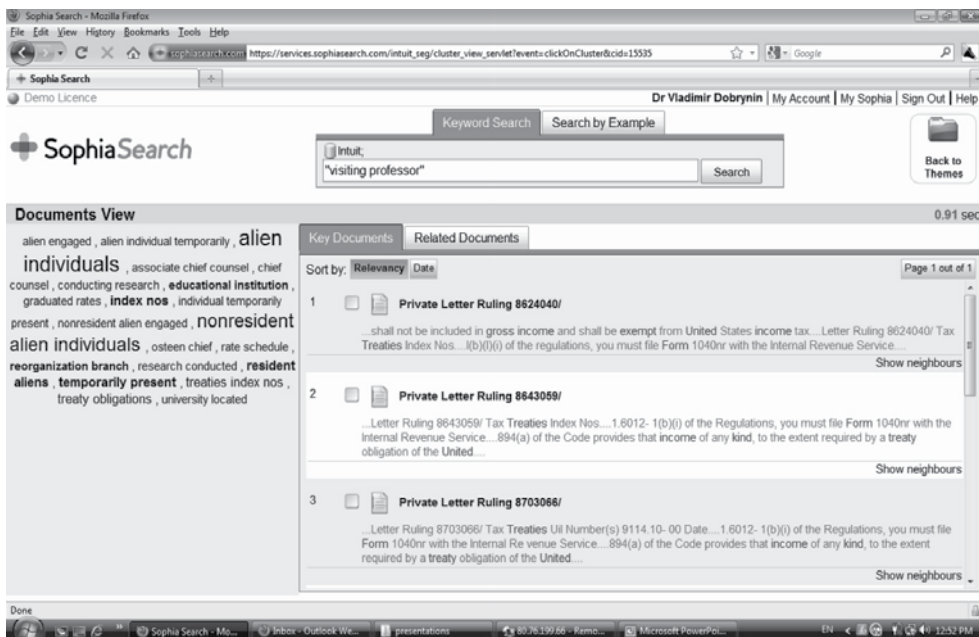 Sophia Search - Mozilla Firefox
File Edit View History Bookmarks Tools Help
sophiasearch.com https://services.sophiasearch.com/intuit_seg/cluster_view_servlet?event=clickOnCluster&cid=15535
Google
Sophia Search
Demo Licence
Dr Vladimir Dobrynin | My Account | My Sophia | Sign Out | Help
Keyword Search Search by Example
SophiaSearch
Intuit;
"visiting professor" Search
Back to
Themes
Documents View 0.91 sec
alien engaged , alien individual temporarily , alien
individuals , associate chief counsel , chief
counsel , conducting research , educational institution ,
graduated rates , index nos , individual temporarily
present , nonresident alien engaged , nonresident
alien individuals , osteen chief , rate schedule ,
reorganization branch , research conducted , resident
aliens , temporarily present , treaties index nos ,
treaty obligations , university located
Key Documents Related Documents
Sort by: Relevancy Date Page 1 out of 1
1 Private Letter Ruling 8624040/
...shall not be included in gross income and shall be exempt from United States income tax....Letter Ruling 8624040/ Tax
Treaties Index Nos....I(b)(I)(i) of the regulations, you must file Form 1040nr with the Internal Revenue Service....
Show neighbours
2 Private Letter Ruling 8643059/
...Letter Ruling 8643059/ Tax Treaties Index Nos....1.6012- 1(b)(i) of the Regulations, you must file Form 1040nr with the
Internal Revenue Service....894(a) of the Code provides that income of any kind, to the extent required by a treaty
obligation of the United....
Show neighbours
3 Private Letter Ruling 8703066/
...Letter Ruling 8703066/ Tax Treaties Uil Number(s) 9114.10- 00 Date....1.6012- 1(b)(i) of the Regulations, you must file
Form 1040nr with the Internal Re venue Service....894(a) of the Code provides that income of any kind, to the extent
required by a treaty obligation of the United....
Show neighbours
Done
Sophia Search - Mo... Inbox - Outlook We... presentations 80.76.199.66 - Remo... Microsoft PowerPoi... EN 12:53 PM